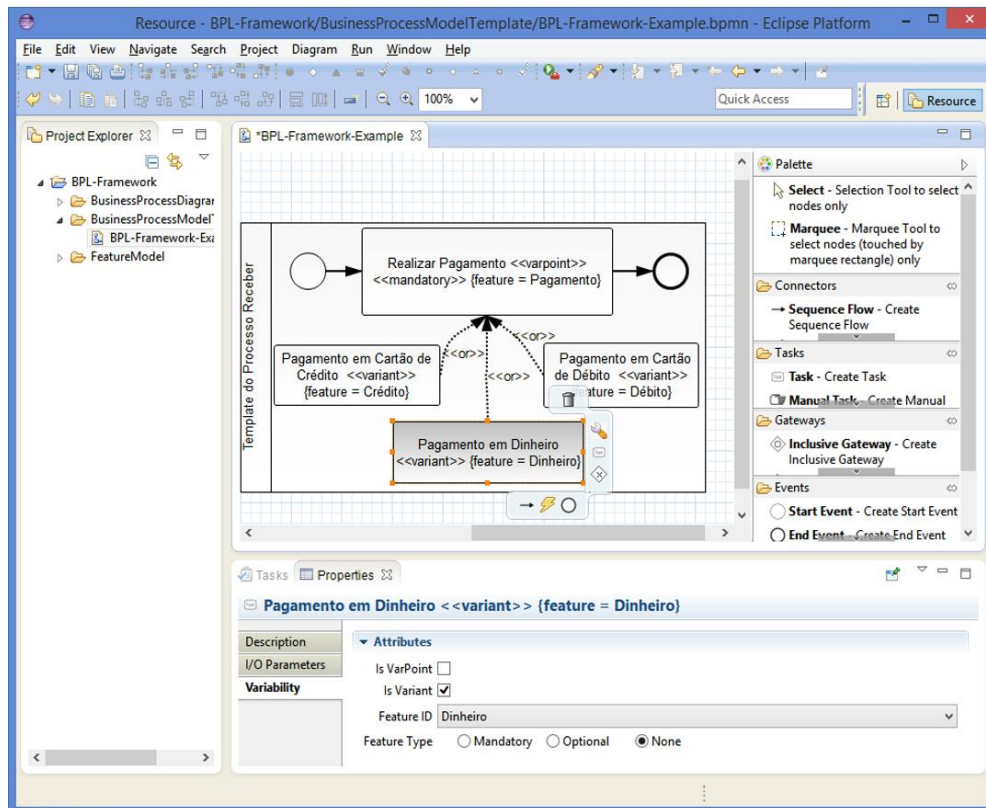 Resource - BPL-Framework/BusinessProcessModelTemplate/BPL-Framework-Example.bpmn - Eclipse Platform
File Edit View Navigate Search Project Diagram Run Window Help
100%
Quick Access
Resource
Project Explorer
BPL-Framework
BusinessProcessDiagrar
BusinessProcessModel
BPL-Framework-Exa
FeatureModel
*BPL-Framework-Example
Template do Processo Receber
Realizar Pagamento <<varpoint>>
<<mandatory>> {feature = Pagamento}
<<or>>
<<or>>
<<or>>
Pagamento em Cartão de
Crédito <<variant>>
{feature = Crédito}
Pagamento em Cartão
de Débito <<variant>>
ature = Débito}
Pagamento em Dinheiro
<<variant>> {feature = Dinheiro}
Palette
Select - Selection Tool to select
nodes only
Marquee - Marquee Tool to
select nodes (touched by
marquee rectangle) only
Connectors
Sequence Flow - Create
Sequence Flow
Tasks
Task - Create Task
Manual Task - Create Manual
Gateways
Inclusive Gateway - Create
Inclusive Gateway
Events
Start Event - Create Start Event
End Event - Create End Event
Tasks
Properties
Pagamento em Dinheiro <<variant>> {feature = Dinheiro}
Description
I/O Parameters
Variability
Attributes
Is VarPoint
Is Variant
Feature ID Dinheiro
Feature Type Mandatory Optional None